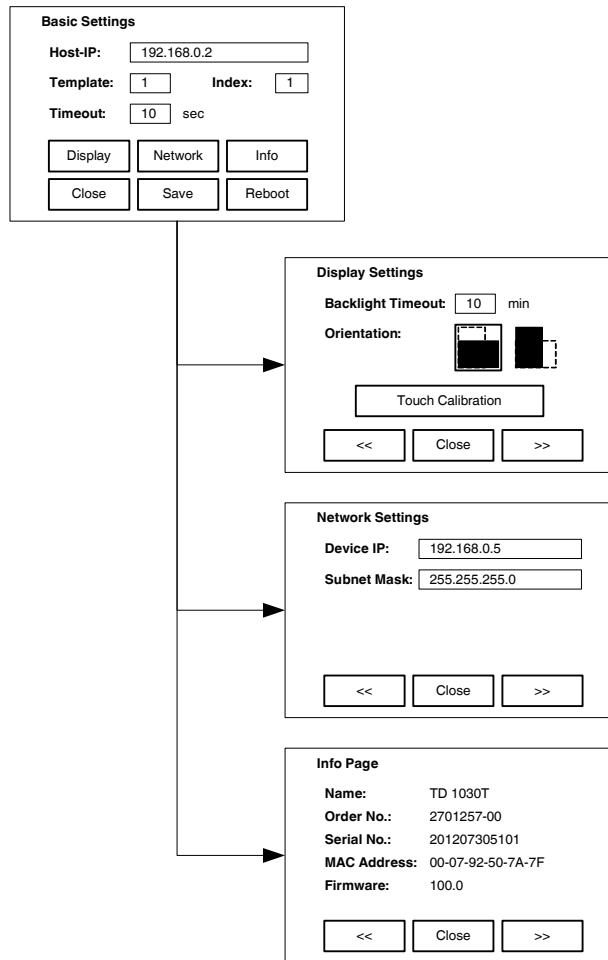 Basic Settings
Host-IP: 192.168.0.2
Template: 1 Index: 1
Timeout: 10 sec
Display Network Info
Close Save Reboot
Display Settings
Backlight Timeout: 10 min
Orientation:
Touch Calibration
<< Close >>
Network Settings
Device IP: 192.168.0.5
Subnet Mask: 255.255.255.0
<< Close >>
Info Page
Name: TD 1030T
Order No.: 2701257-00
Serial No.: 201207305101
MAC Address: 00-07-92-50-7A-7F
Firmware: 100.0
<< Close >>